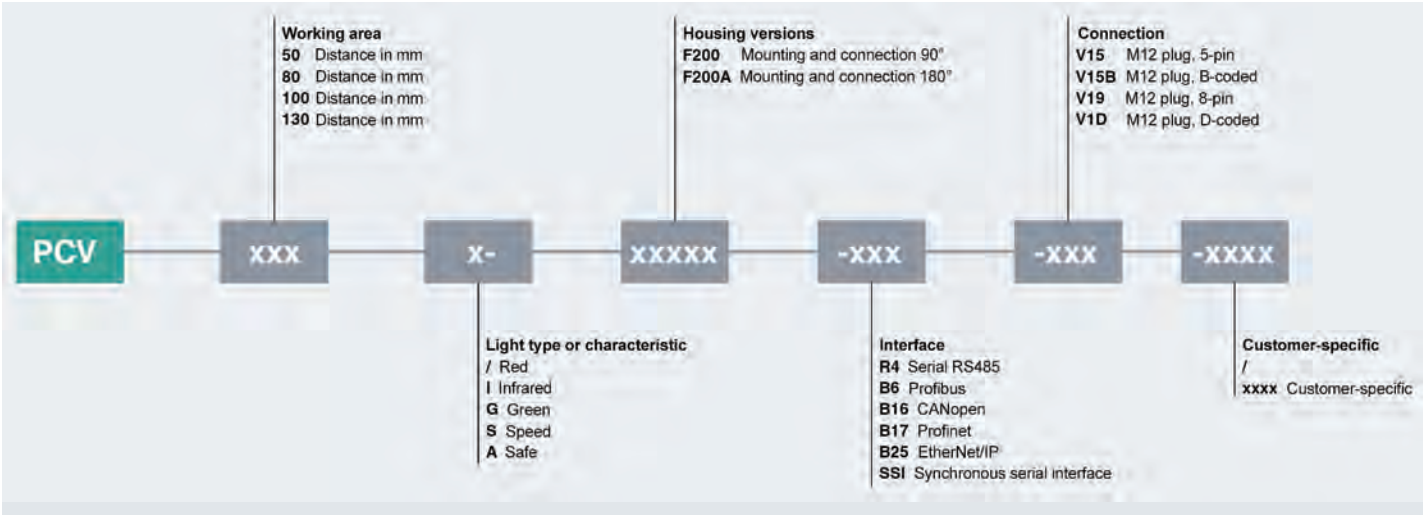 Working area
50 Distance in mm
80 Distance in mm
100 Distance in mm
130 Distance in mm
Housing versions
F200 Mounting and connection 90°
F200A Mounting and connection 180°
Connection
V15 M12 plug, 5-pin
V15B M12 plug, B-coded
V19 M12 plug, 8-pin
V1D M12 plug, D-coded
PCV
xxx
x-
xxxxx
-xxx
-xxx
-xxxx
Light type or characteristic
/ Red
I Infrared
G Green
S Speed
A Safe
Interface
R4 Serial RS485
B6 Profibus
B16 CANopen
B17 Profinet
B25 EtherNet/IP
SSI Synchronous serial interface
Customer-specific
/
xxxx Customer-specific